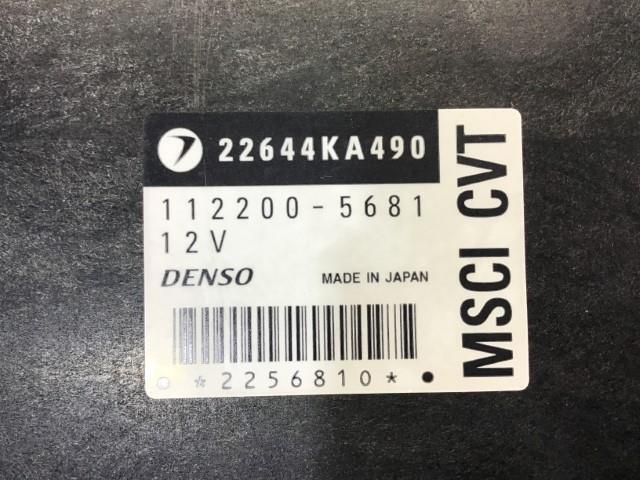 22644KA490
112200-5681
12V
DENSO MADE IN JAPAN
*2256810*
MSCI CVT